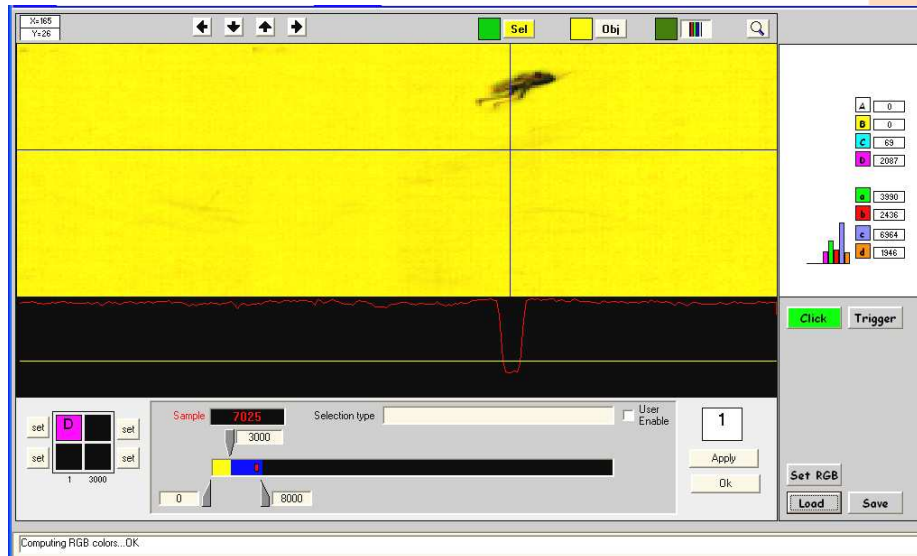 X=165
Y=26
Sel
Obj
A 0
B 0
C 69
D 2087
a 3990
b 2436
c 6964
d 1946
Click Trigger
set D set
set set
1 3000
Sample 7025 Selection type User Enable
3000
0 8000
1
Apply
Ok
Set RGB
Load Save
Computing RGB colors...OK